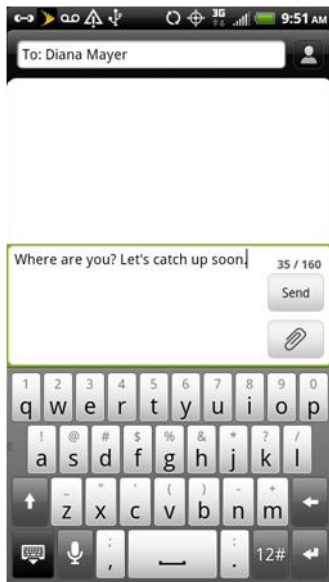 3G 9:51 AM
To: Diana Mayer
Where are you? Let's catch up soon.
35 / 160
Send
1 2 3 4 5 6 7 8 9 0
q w e r t y u i o p
! @ # $ % & * ? /
a s d f g h j k l
_ " ' ( ) - +
z x c v b n m
; :
, . 12#